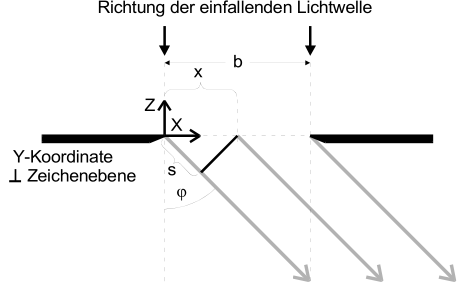 Richtung der einfallenden Lichtwelle
b
x
Z
X
Y-Koordinate
⊥ Zeichenebene
s
φ